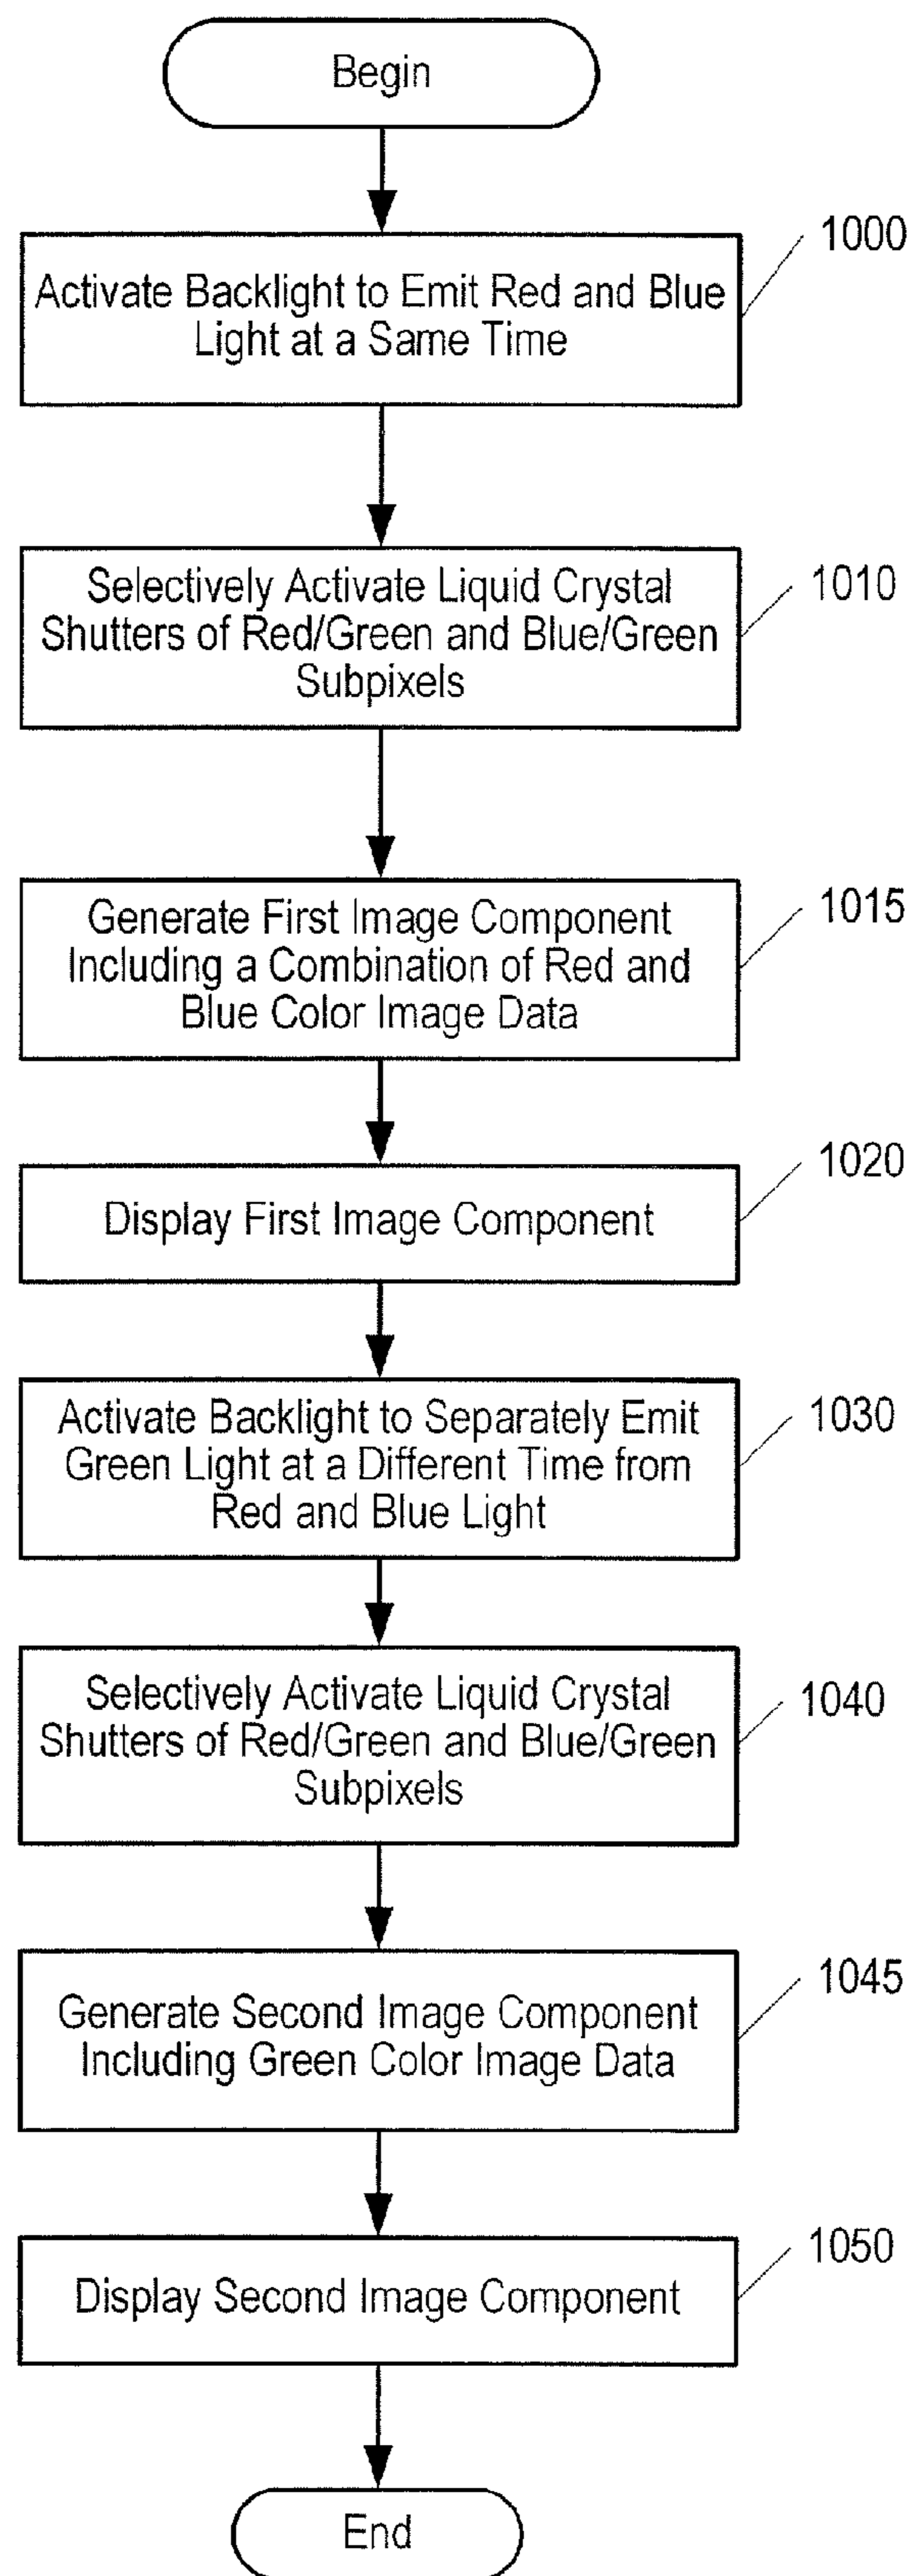 Begin
1000
Activate Backlight to Emit Red and Blue
Light at a Same Time
1010
Selectively Activate Liquid Crystal
Shutters of Red/Green and Blue/Green
Subpixels
1015
Generate First Image Component
Including a Combination of Red and
Blue Color Image Data
1020
Display First Image Component
1030
Activate Backlight to Separately Emit
Green Light at a Different Time from
Red and Blue Light
1040
Selectively Activate Liquid Crystal
Shutters of Red/Green and Blue/Green
Subpixels
1045
Generate Second Image Component
Including Green Color Image Data
1050
Display Second Image Component
End